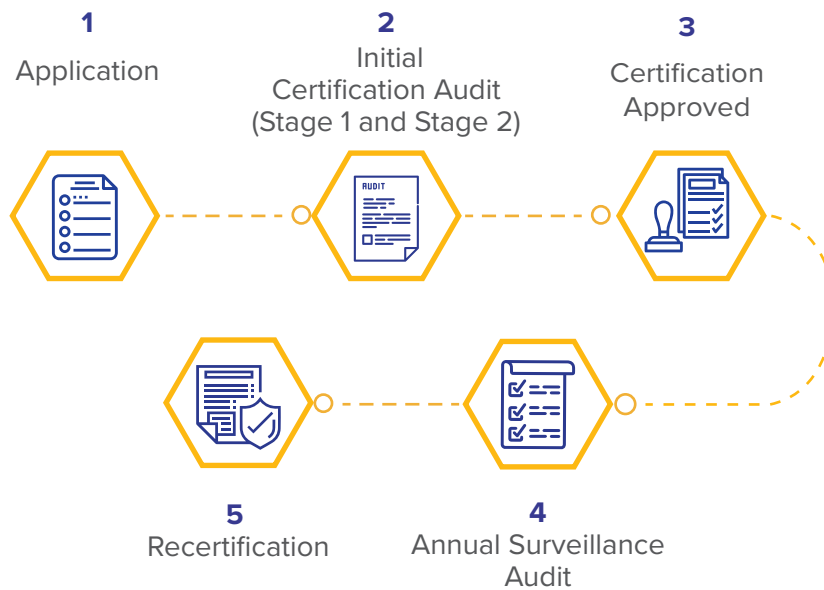 1
Application
2
Initial
Certification Audit
(Stage 1 and Stage 2)
3
Certification
Approved
AUDIT
4
Annual Surveillance
Audit
5
Recertification